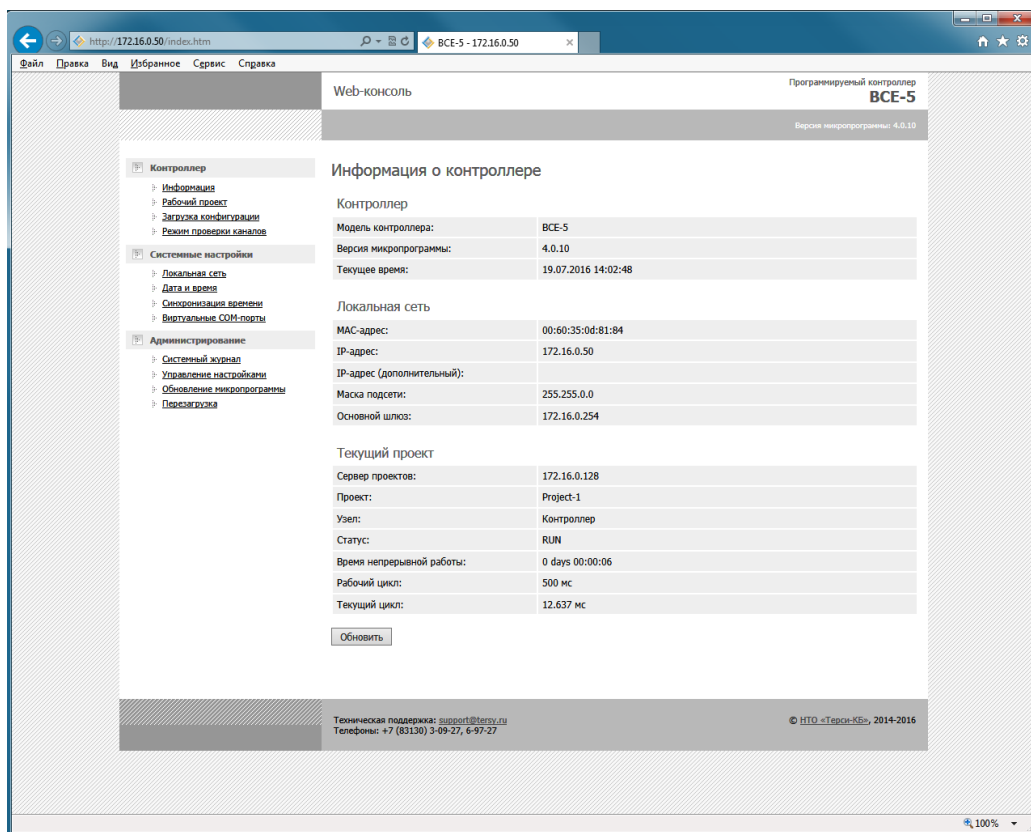 http://172.16.0.50/index.htm
BCE-5 - 172.16.0.50
Файл Правка Вид Избранное Сервис Справка
Web-консоль
Программируемый контроллер
BCE-5
Версия микропрограммы: 4.0.10
Контроллер
Информация
Рабочий проект
Загрузка конфигурации
Режим проверки каналов
Системные настройки
Локальная сеть
Дата и время
Синхронизация времени
Виртуальные COM-порты
Администрирование
Системный журнал
Управление настройками
Обновление микропрограммы
Перезагрузка
Информация о контроллере
Контроллер
Модель контроллера: BCE-5
Версия микропрограммы: 4.0.10
Текущее время: 19.07.2016 14:02:48
Локальная сеть
MAC-адрес: 00:60:35:0d:81:84
IP-адрес: 172.16.0.50
IP-адрес (дополнительный):
Маска подсети: 255.255.0.0
Основной шлюз: 172.16.0.254
Текущий проект
Сервер проектов: 172.16.0.128
Проект: Project-1
Узел: Контроллер
Статус: RUN
Время непрерывной работы: 0 days 00:00:06
Рабочий цикл: 500 мс
Текущий цикл: 12.637 мс
Обновить
Техническая поддержка: support@tersy.ru
Телефоны: +7 (83130) 3-09-27, 6-97-27
© НТО «Терси-КБ», 2014-2016
100%